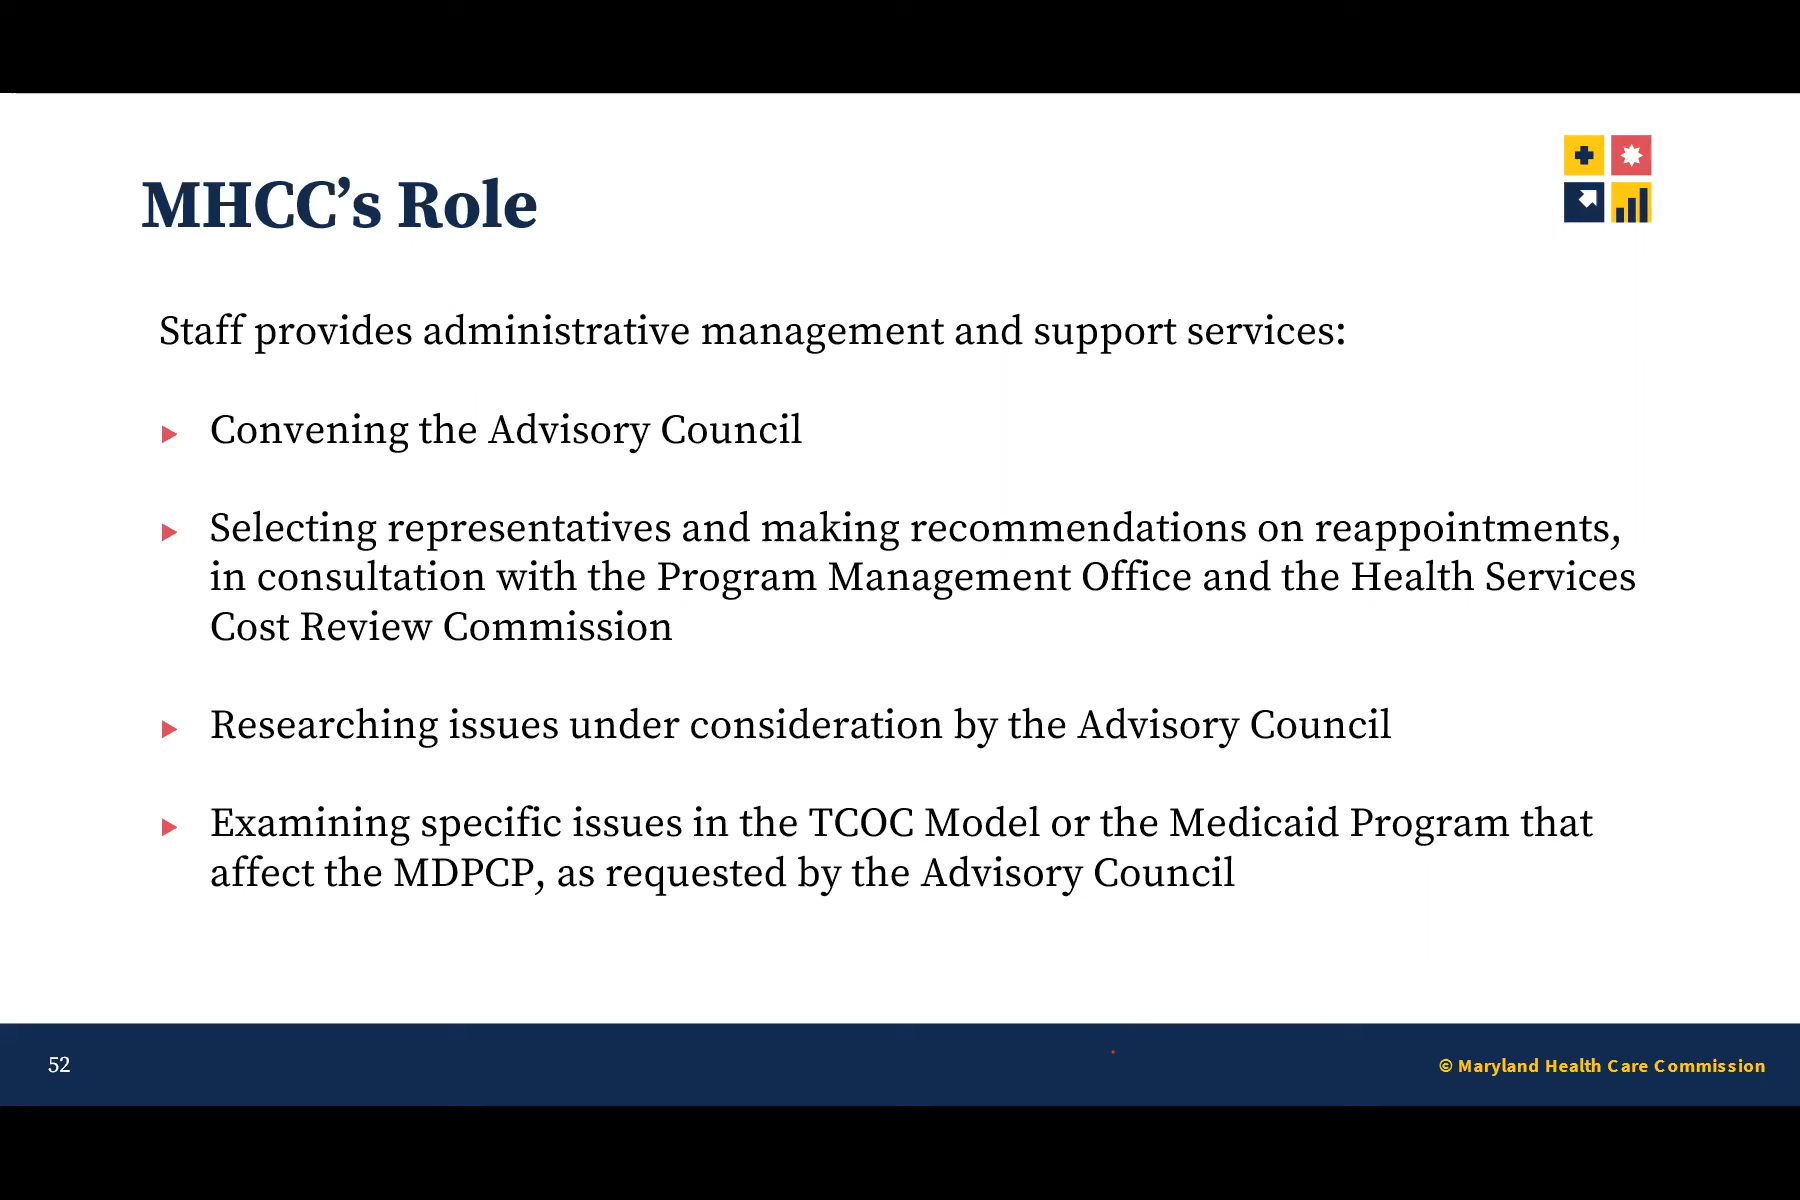 MHCC’s Role
Staff provides administrative management and support services:
Convening the Advisory Council
Selecting representatives and making recommendations on reappointments,
in consultation with the Program Management Office and the Health Services
Cost Review Commission
Researching issues under consideration by the Advisory Council
Examining specific issues in the TCOC Model or the Medicaid Program that
affect the MDPCP, as requested by the Advisory Council
52
© Maryland Health Care Commission